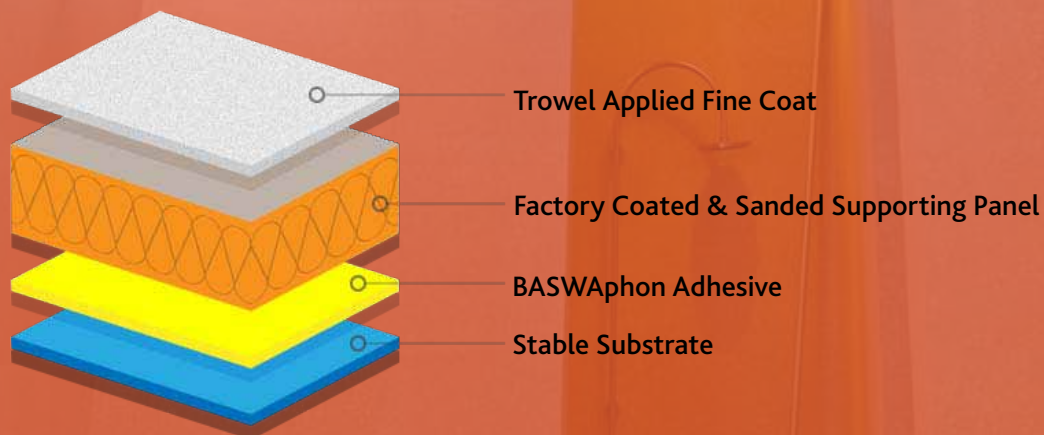 Trowel Applied Fine Coat
Factory Coated & Sanded Supporting Panel
BASWAphon Adhesive
Stable Substrate